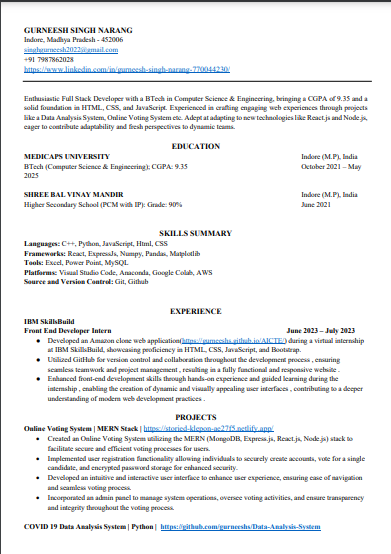 GURNEESH SINGH NARANG
Indore, Madhya Pradesh - 452006
singhgurneesh2022@gmail.com
+91 7987862028
https://www.linkedin.com/in/gurneesh-singh-narang-770044230/
Enthusiastic Full Stack Developer with a BTech in Computer Science & Engineering, bringing a CGPA of 9.35 and a
solid foundation in HTML, CSS, and JavaScript. Experienced in crafting engaging web experiences through projects
like a Data Analysis System, Online Voting System etc. Adept at adapting to new technologies like React.js and Node.js,
eager to contribute adaptability and fresh perspectives to dynamic teams.
EDUCATION
MEDICAPS UNIVERSITY Indore (M.P), India
BTech (Computer Science & Engineering); CGPA: 9.35 October 2021 – May
2025
SHREE BAL VINAY MANDIR Indore (M.P), India
Higher Secondary School (PCM with IP): Grade: 90% June 2021
SKILLS SUMMARY
Languages: C++, Python, JavaScript, Html, CSS
Frameworks: React, ExpressJs, Numpy, Pandas, Matplotlib
Tools: Excel, Power Point, MySQL
Platforms: Visual Studio Code, Anaconda, Google Colab, AWS
Source and Version Control: Git, Github
EXPERIENCE
IBM SkillsBuild
Front End Developer Intern June 2023 – July 2023
• Developed an Amazon clone web application(https://gurneeshs.github.io/AICTE/) during a virtual internship
at IBM SkillsBuild, showcasing proficiency in HTML, CSS, JavaScript, and Bootstrap.
• Utilized GitHub for version control and collaboration throughout the development process , ensuring
seamless teamwork and project management , resulting in a fully functional and responsive website .
• Enhanced front-end development skills through hands-on experience and guided learning during the
internship , enabling the creation of dynamic and visually appealing user interfaces , contributing to a deeper
understanding of modern web development practices .
PROJECTS
Online Voting System | MERN Stack | https://storied-klepon-ae27f5.netlify.app/
• Created an Online Voting System utilizing the MERN (MongoDB, Express.js, React.js, Node.js) stack to
facilitate secure and efficient voting processes for users.
• Implemented user registration functionality allowing individuals to securely create accounts, vote for a single
candidate, and encrypted password storage for enhanced security.
• Developed an intuitive and interactive user interface to enhance user experience, ensuring ease of navigation
and seamless voting process.
• Incorporated an admin panel to manage system operations, oversee voting activities, and ensure transparency
and integrity throughout the voting process.
COVID 19 Data Analysis System | Python | https://github.com/gurneeshs/Data-Analysis-System